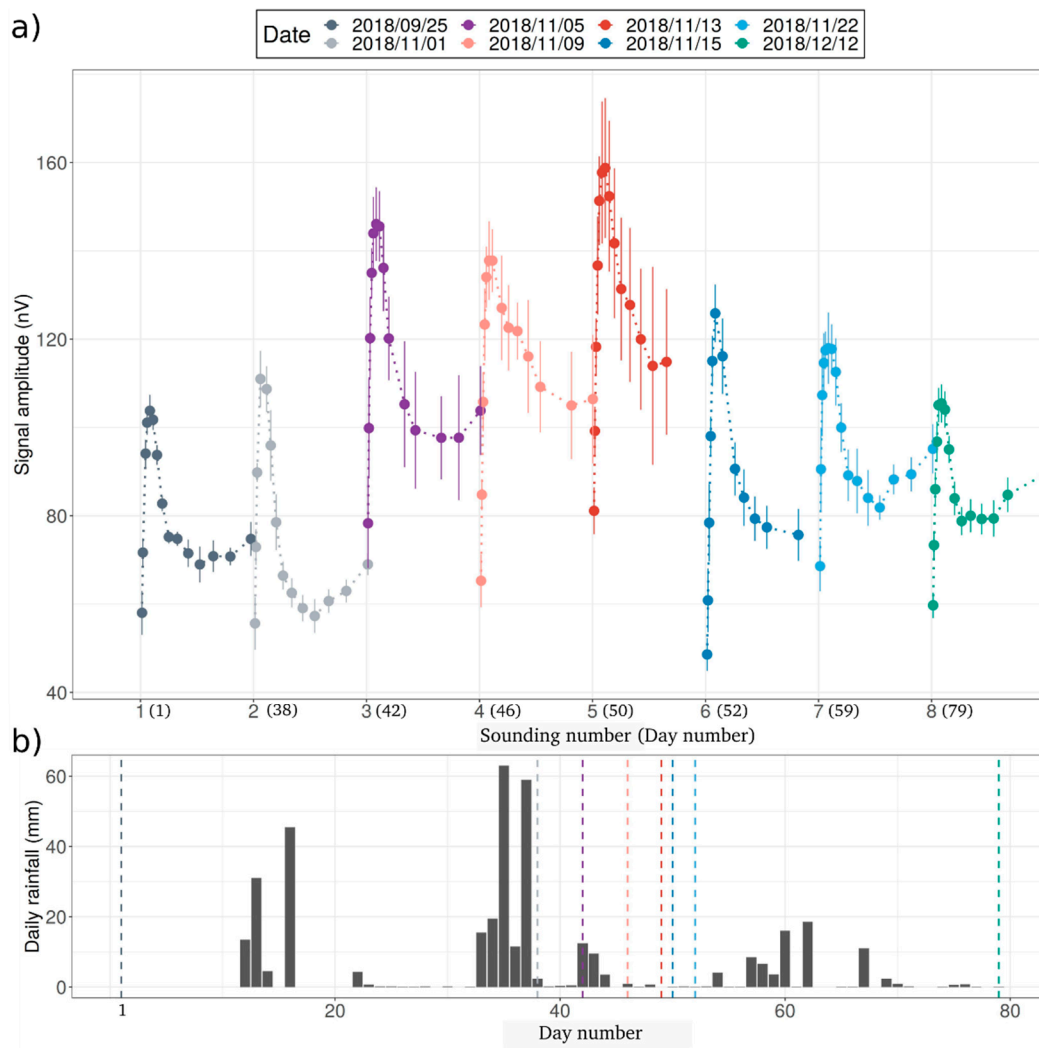 a)
Date 2018/09/25 2018/11/05 2018/11/13 2018/11/22
2018/11/01 2018/11/09 2018/11/15 2018/12/12
Signal amplitude (nV)
160
120
80
40
1 (1) 2 (38) 3 (42) 4 (46) 5 (50) 6 (52) 7 (59) 8 (79)
Sounding number (Day number)
b)
Daily rainfall (mm)
60
40
20
0
1 20 40 60 80
Day number